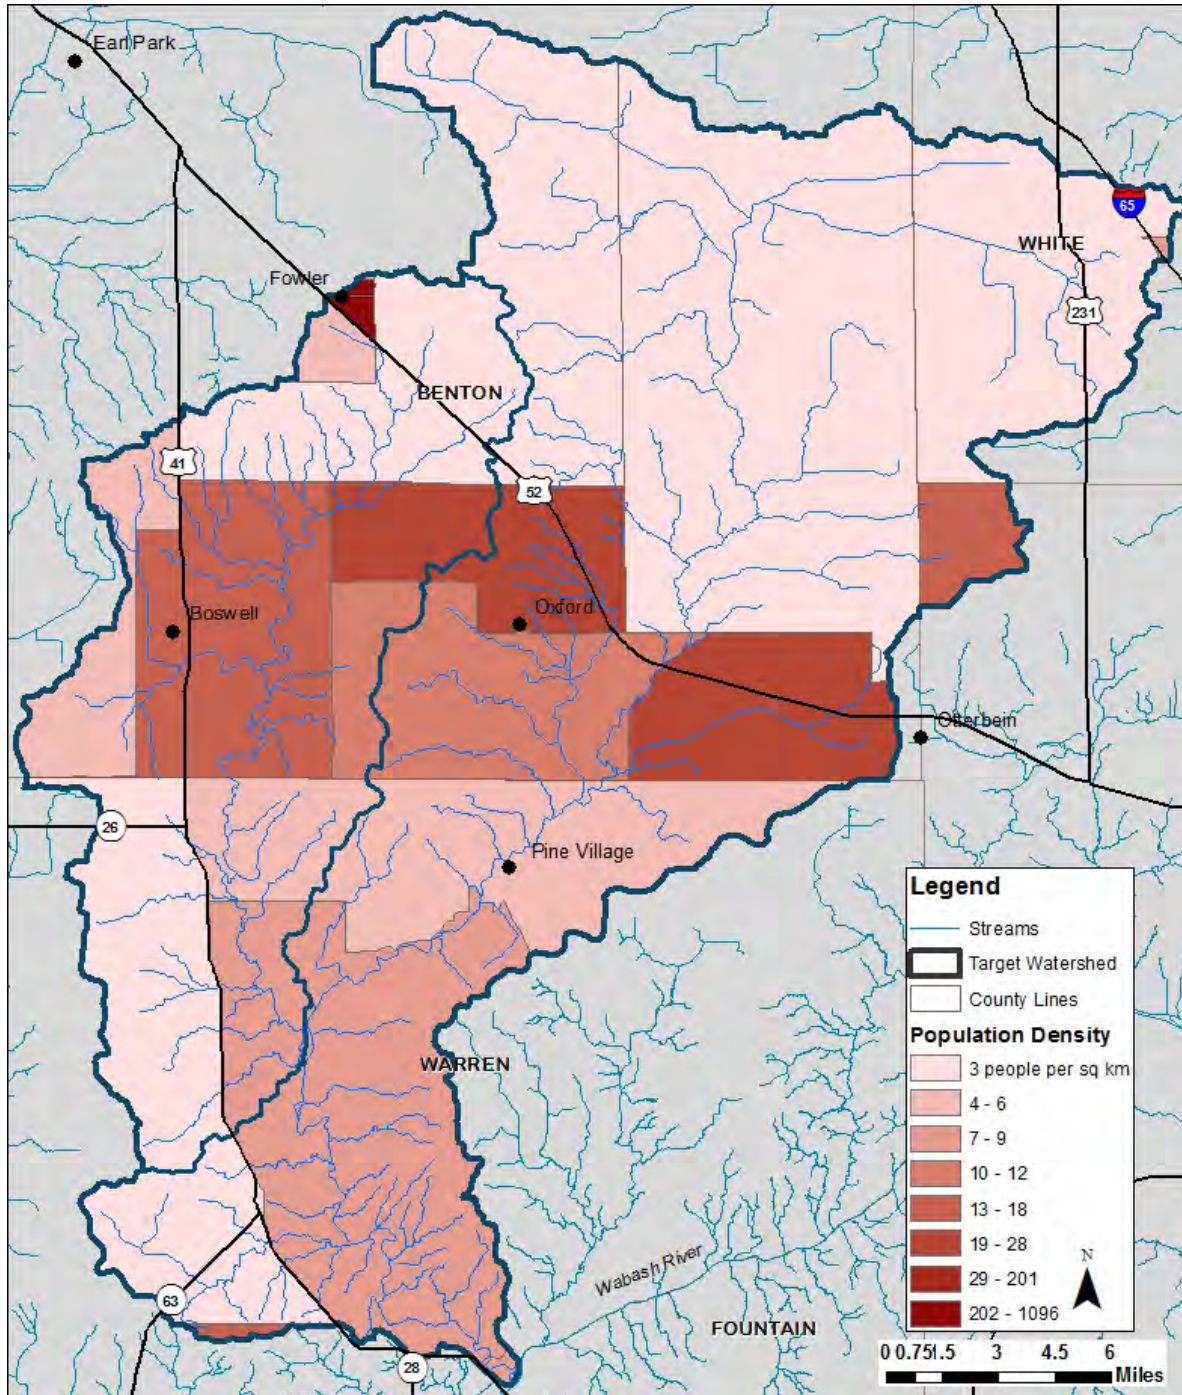 Earl Park
65
WHITE
Fowler
231
BENTON
41
52
Boswell
Oxford
Otterbein
26
Pine Village
Legend
Streams
Target Watershed
County Lines
Population Density
3 people per sq km
4 - 6
7 - 9
10 - 12
13 - 18
19 - 28
29 - 201
202 - 1096
N
WARREN
Wabash River
63
FOUNTAIN
28
0 0.751.5 3 4.5 6
Miles